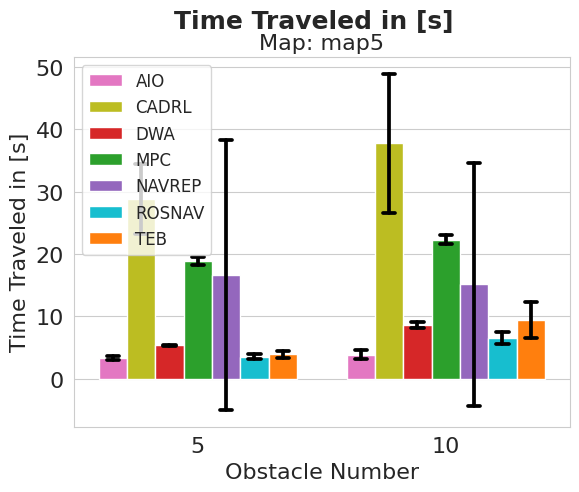 Time Traveled in [s]
Map: map5
Time Traveled in [s]
50
40
30
20
10
0
AIO
CADRL
DWA
MPC
NAVREP
ROSNAV
TEB
5
10
Obstacle Number